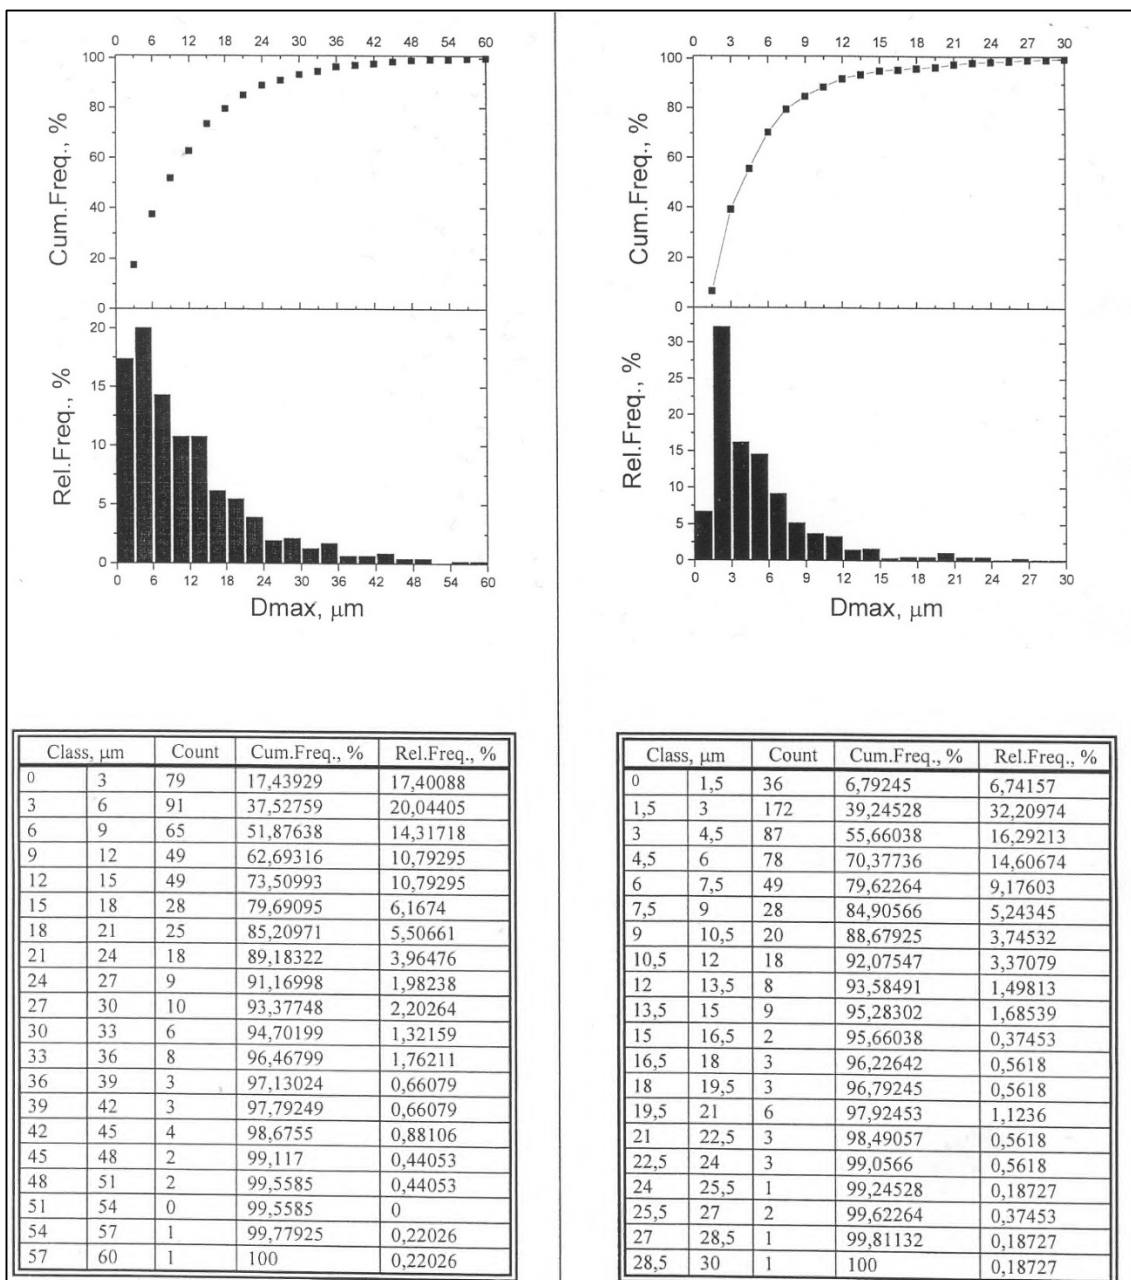 0 6 12 18 24 30 36 42 48 54 60
100
80
60
40
20
0
Cum.Freq., %
20
15
10
5
0
Rel.Freq., %
0 6 12 18 24 30 36 42 48 54 60
Dmax, μm
0 3 6 9 12 15 18 21 24 27 30
100
80
60
40
20
0
Cum.Freq., %
30
25
20
15
10
5
0
Rel.Freq., %
0 3 6 9 12 15 18 21 24 27 30
Dmax, μm
Class, μm Count Cum.Freq., % Rel.Freq., %
0 3 79 17,43929 17,40088
3 6 91 37,52759 20,04405
6 9 65 51,87638 14,31718
9 12 49 62,69316 10,79295
12 15 49 73,50993 10,79295
15 18 28 79,69095 6,1674
18 21 25 85,20971 5,50661
21 24 18 89,18322 3,96476
24 27 9 91,16998 1,98238
27 30 10 93,37748 2,20264
30 33 6 94,70199 1,32159
33 36 8 96,46799 1,76211
36 39 3 97,13024 0,66079
39 42 3 97,79249 0,66079
42 45 4 98,6755 0,88106
45 48 2 99,117 0,44053
48 51 2 99,5585 0,44053
51 54 0 99,5585 0
54 57 1 99,77925 0,22026
57 60 1 100 0,22026
Class, μm Count Cum.Freq., % Rel.Freq., %
0 1,5 36 6,79245 6,74157
1,5 3 172 39,24528 32,20974
3 4,5 87 55,66038 16,29213
4,5 6 78 70,37736 14,60674
6 7,5 49 79,62264 9,17603
7,5 9 28 84,90566 5,24345
9 10,5 20 88,67925 3,74532
10,5 12 18 92,07547 3,37079
12 13,5 8 93,58491 1,49813
13,5 15 9 95,28302 1,68539
15 16,5 2 95,66038 0,37453
16,5 18 3 96,22642 0,5618
18 19,5 3 96,79245 0,5618
19,5 21 6 97,92453 1,1236
21 22,5 3 98,49057 0,5618
22,5 24 3 99,0566 0,5618
24 25,5 1 99,24528 0,18727
25,5 27 2 99,62264 0,37453
27 28,5 1 99,81132 0,18727
28,5 30 1 100 0,18727